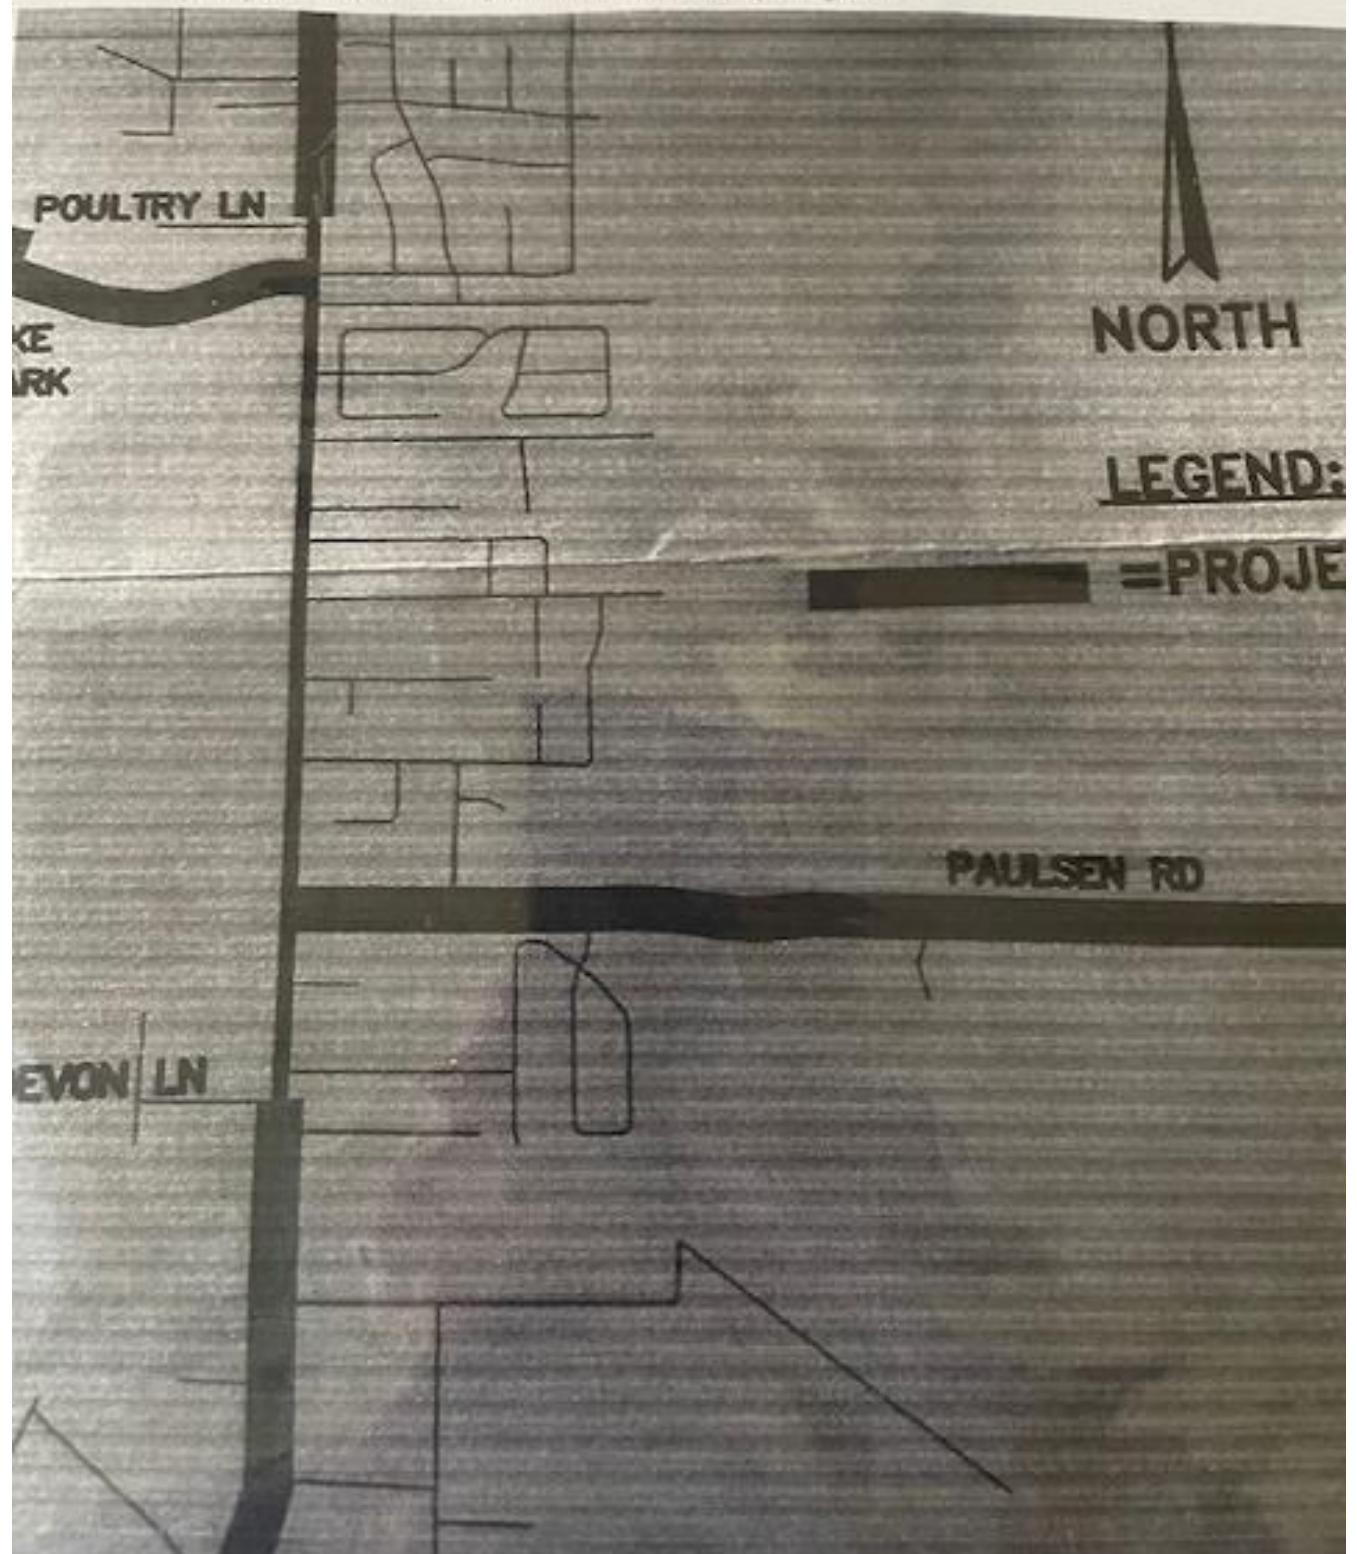 POULTRY LN
KE
ARK
NORTH
LEGEND:
=PROJE
PAULSEN RD
EVON LN